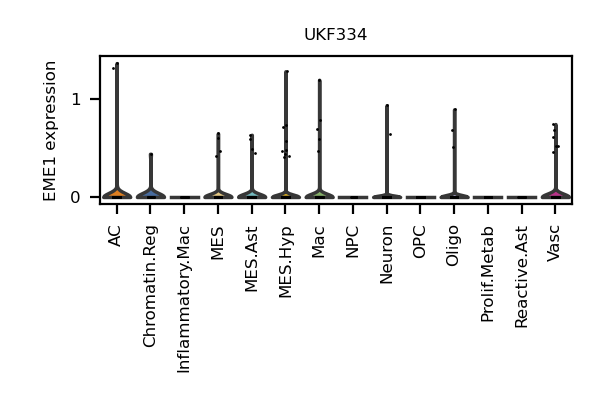 UKF334
EME1 expression
1
0
AC
Chromatin.Reg
Inflammatory.Mac
MES
MES.Ast
MES.Hyp
Mac
NPC
Neuron
OPC
Oligo
Prolif.Metab
Reactive.Ast
Vasc